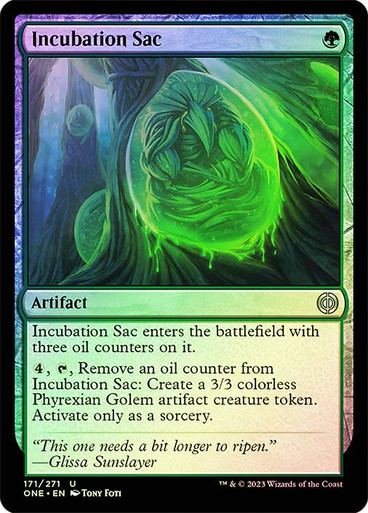 Incubation Sac
Artifact
Incubation Sac enters the battlefield with
three oil counters on it.
4, , Remove an oil counter from
Incubation Sac: Create a 3/3 colorless
Phyrexian Golem artifact creature token.
Activate only as a sorcery.
“This one needs a bit longer to ripen.”
—Glissa Sunslayer
171/271 U
ONE • EN Tony Foti
™ & © 2023 Wizards of the Coast